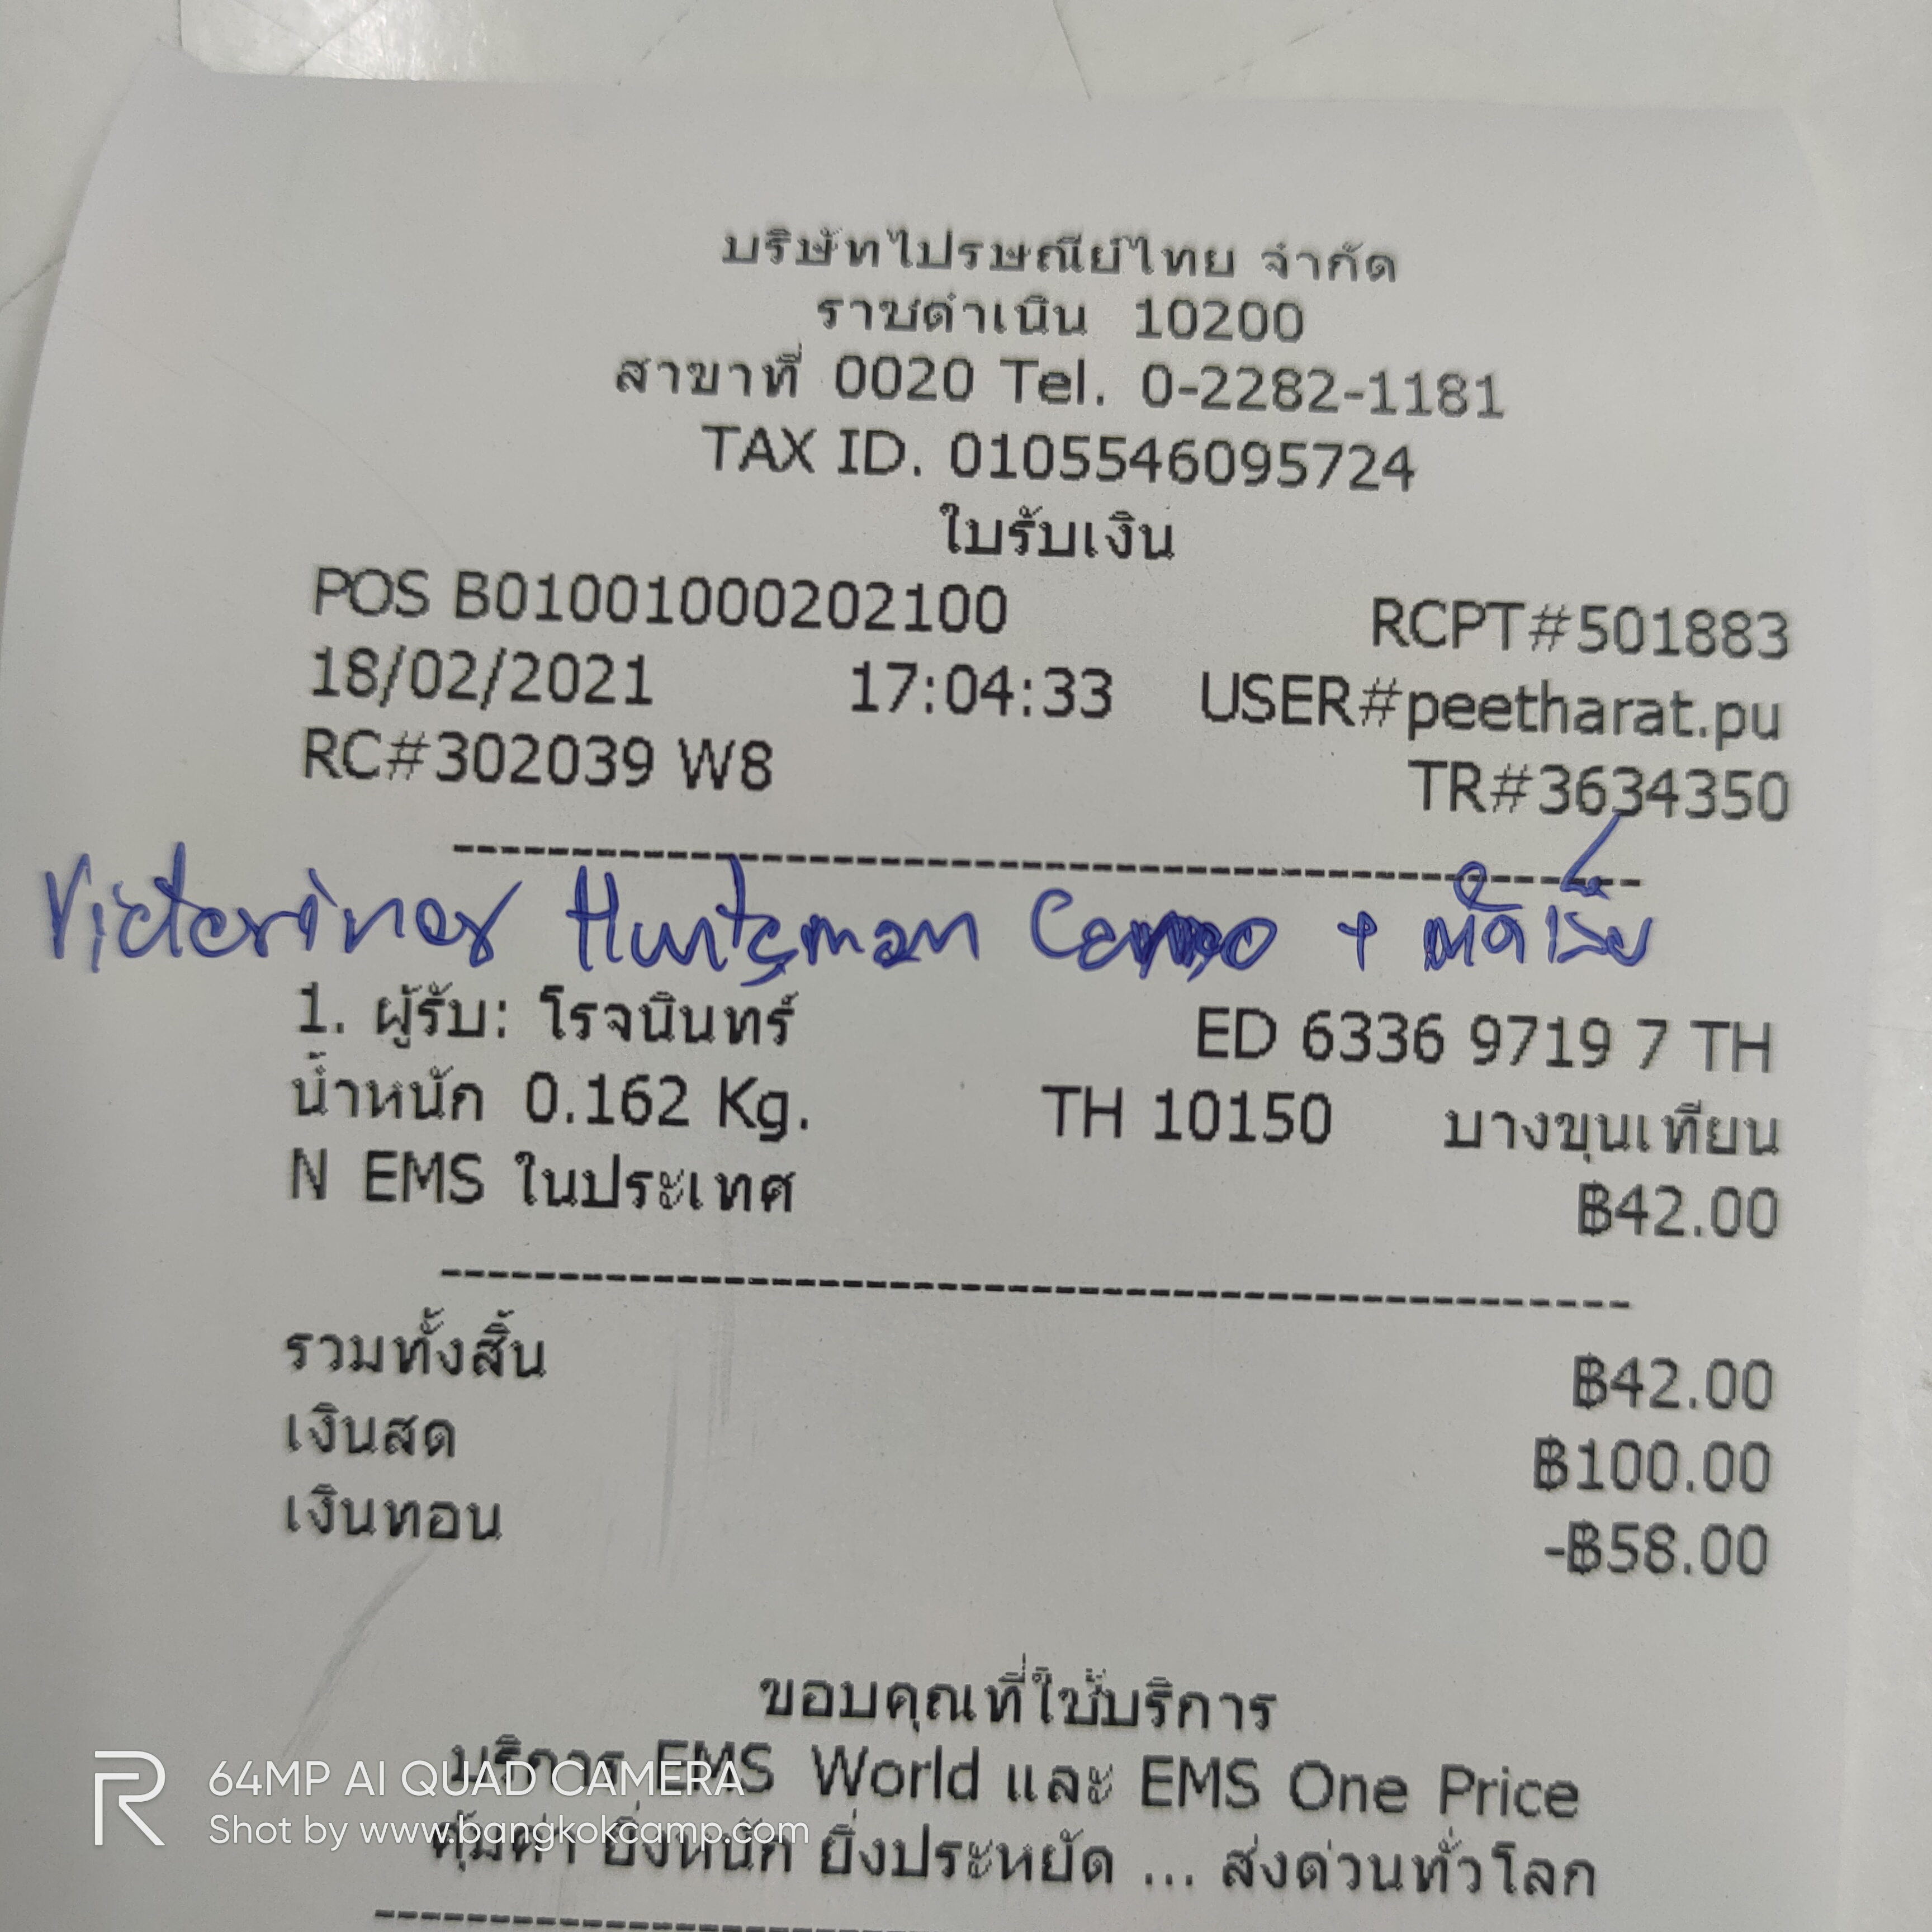 บริษัทไปรษณีย์ไทย จำกัด
ราชดำเนิน 10200
สาขาที่ 0020 Tel. 0-2282-1181
TAX ID. 0105546095724
ใบรับเงิน
POS B01001000202100 RCPT#501883
18/02/2021 17:04:33 USER#peetharat.pu
RC#302039 W8 TR#3634350
Victorinox Huntsman +
1. ผู้รับ: โรจนินทร์ ED 6336 9719 7 TH
น้ำหนัก 0.162 Kg. TH 10150 บางขุนเทียน
N EMS ในประเทศ ฿42.00
รวมทั้งสิ้น ฿42.00
เงินสด ฿100.00
เงินทอน -฿58.00
ขอบคุณที่ใช้บริการ
บริการ EMS World และ EMS One Price
คุ้มค่า ยิ่งหนัก ยิ่งประหยัด ... ส่งด่วนทั่วโลก
R 64MP AI QUAD CAMERA
Shot by www.bangkokcamp.com